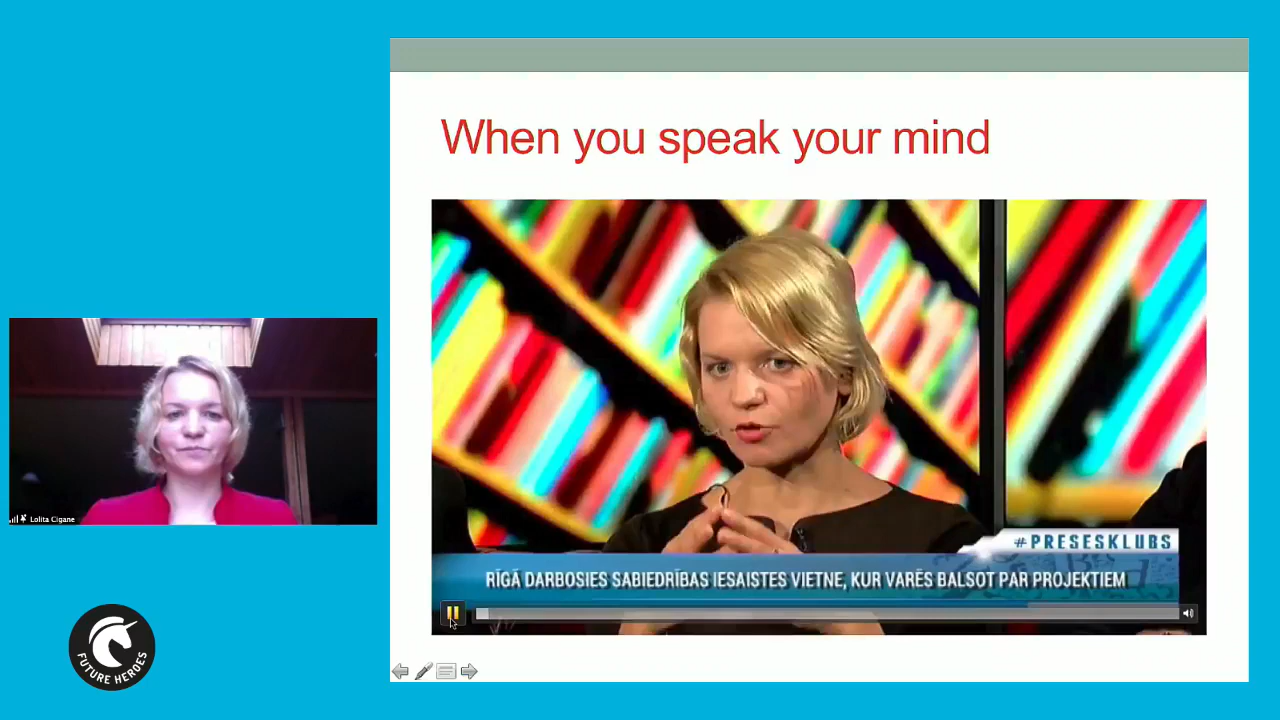 When you speak your mind
#PRESESKLUBS
RĪGĀ DARBOSIES SABIEDRĪBAS IESAISTES VIETNE, KUR VARĒS BALSOT PAR PROJEKTIEM
Lolita Cigane
FUTURE HEROES